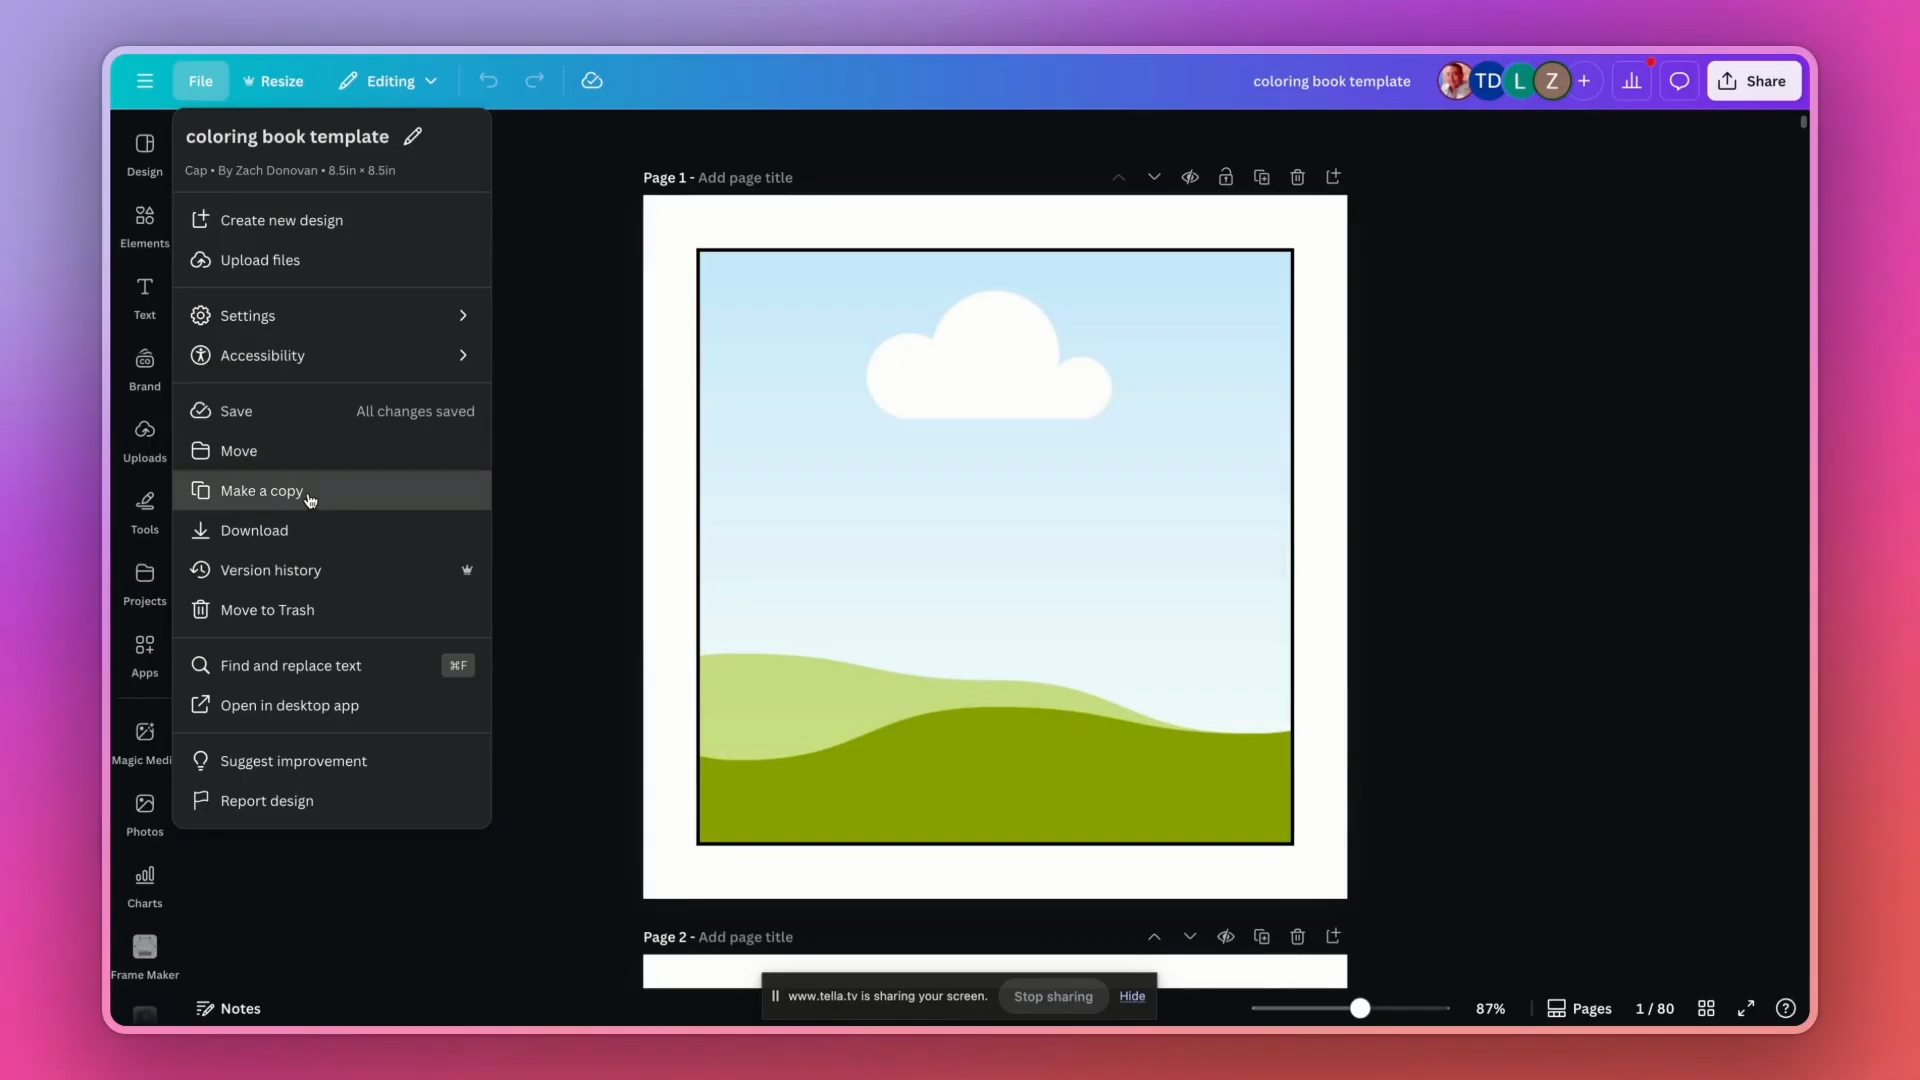 File
Resize
Editing
coloring book template
TD
L
Z
+
Share
coloring book template
Cap • By Zach Donovan • 8.5in × 8.5in
Create new design
Upload files
Settings
Accessibility
Save
All changes saved
Move
Make a copy
Download
Version history
Move to Trash
Find and replace text
⌘F
Open in desktop app
Suggest improvement
Report design
Design
Elements
Text
Brand
Uploads
Tools
Projects
Apps
Magic Medi
Photos
Charts
Frame Maker
Page 1 - Add page title
Page 2 - Add page title
www.tella.tv is sharing your screen.
Stop sharing
Hide
Notes
87%
Pages
1 / 80